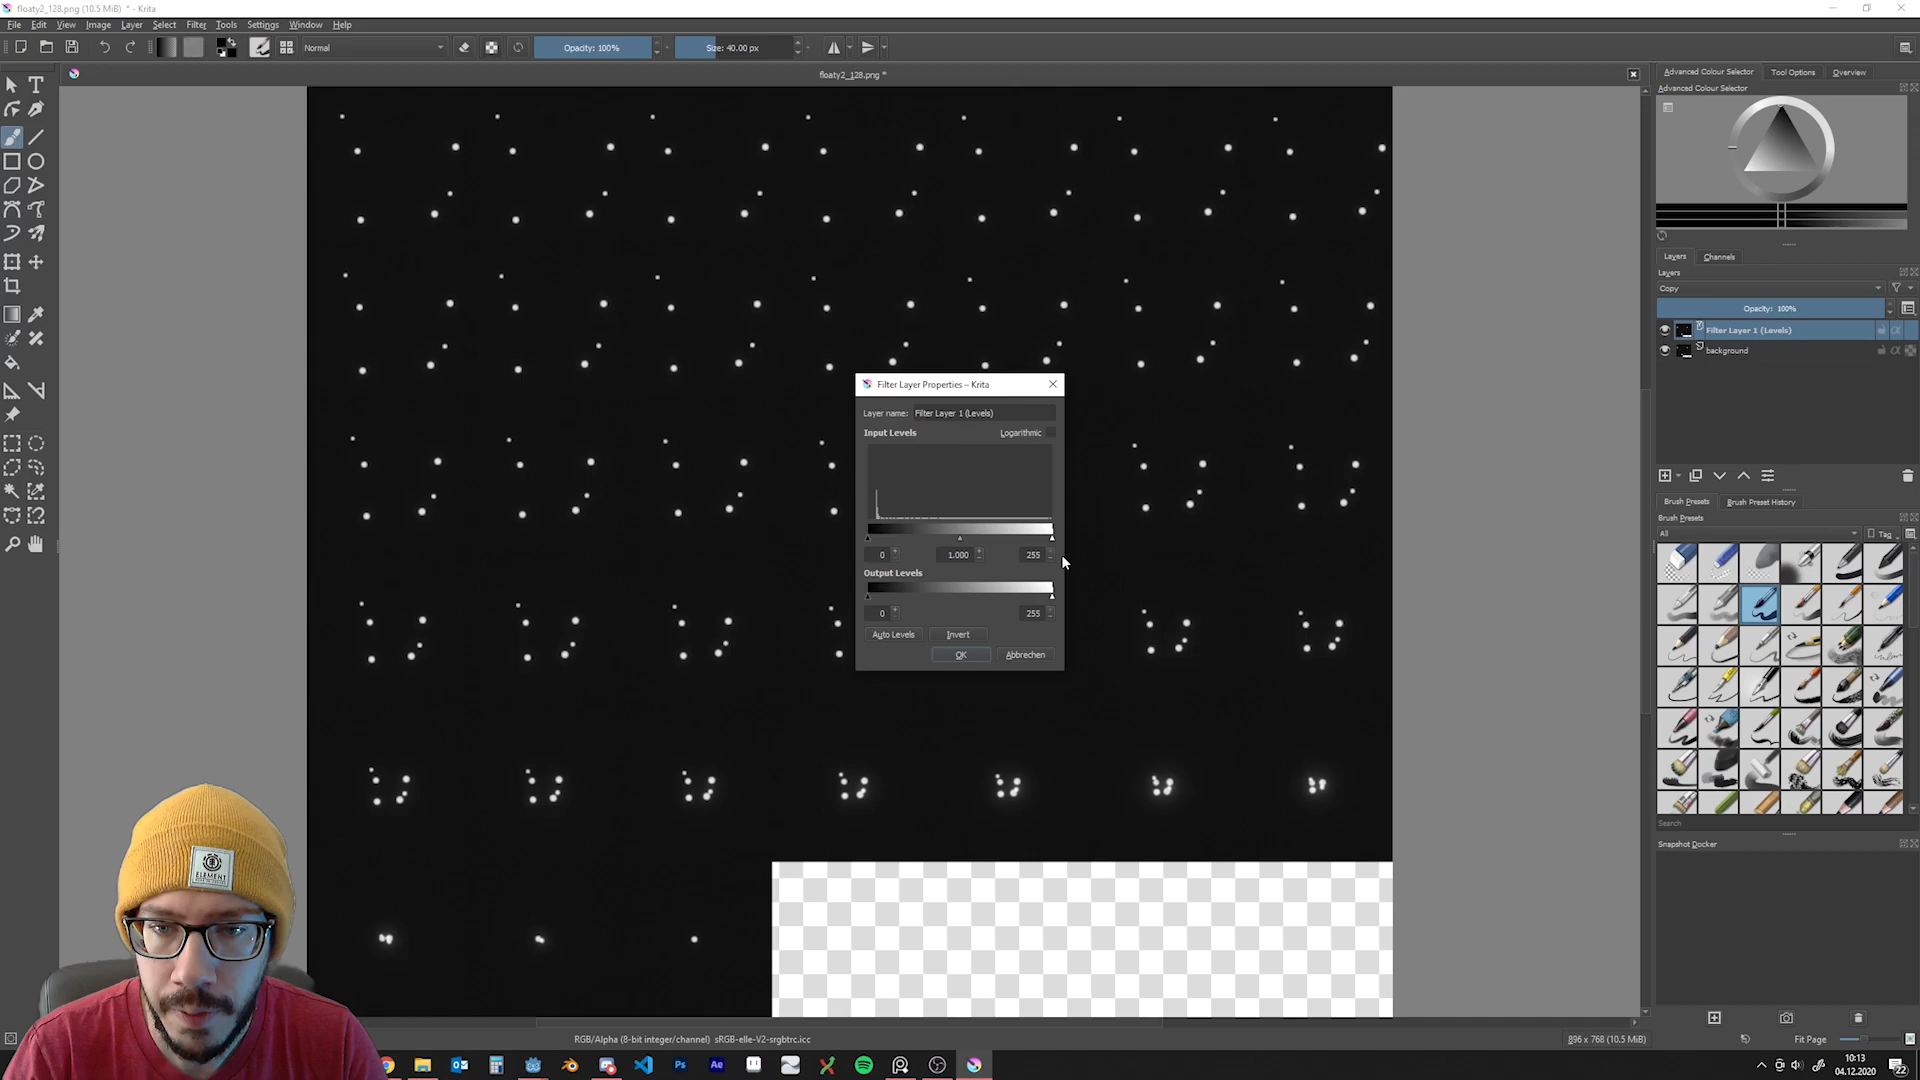 floaty2_128.png (10.5 MiB) * - Krita
File Edit View Image Layer Select Filter Tools Settings Window Help
Normal
Opacity: 100%
Size: 40.00 px
floaty2_128.png *
Advanced Colour Selector Tool Options Overview
Advanced Colour Selector
Layers Channels
Layers
Copy
Opacity: 100%
Filter Layer 1 (Levels)
background
Filter Layer Properties – Krita
Layer name: Filter Layer 1 (Levels)
Input Levels Logarithmic
0 1.000 255
Output Levels
0 255
Auto Levels Invert
OK Abbrechen
Brush Presets Brush Preset History
Brush Presets
All Tag
Search
Snapshot Docker
ELEMENT
RGB/Alpha (8-bit integer/channel) sRGB-elle-V2-srgbtrc.icc
896 x 768 (10.5 MiB)
Fit Page
Ps Ae
10:13
04.12.2020
22